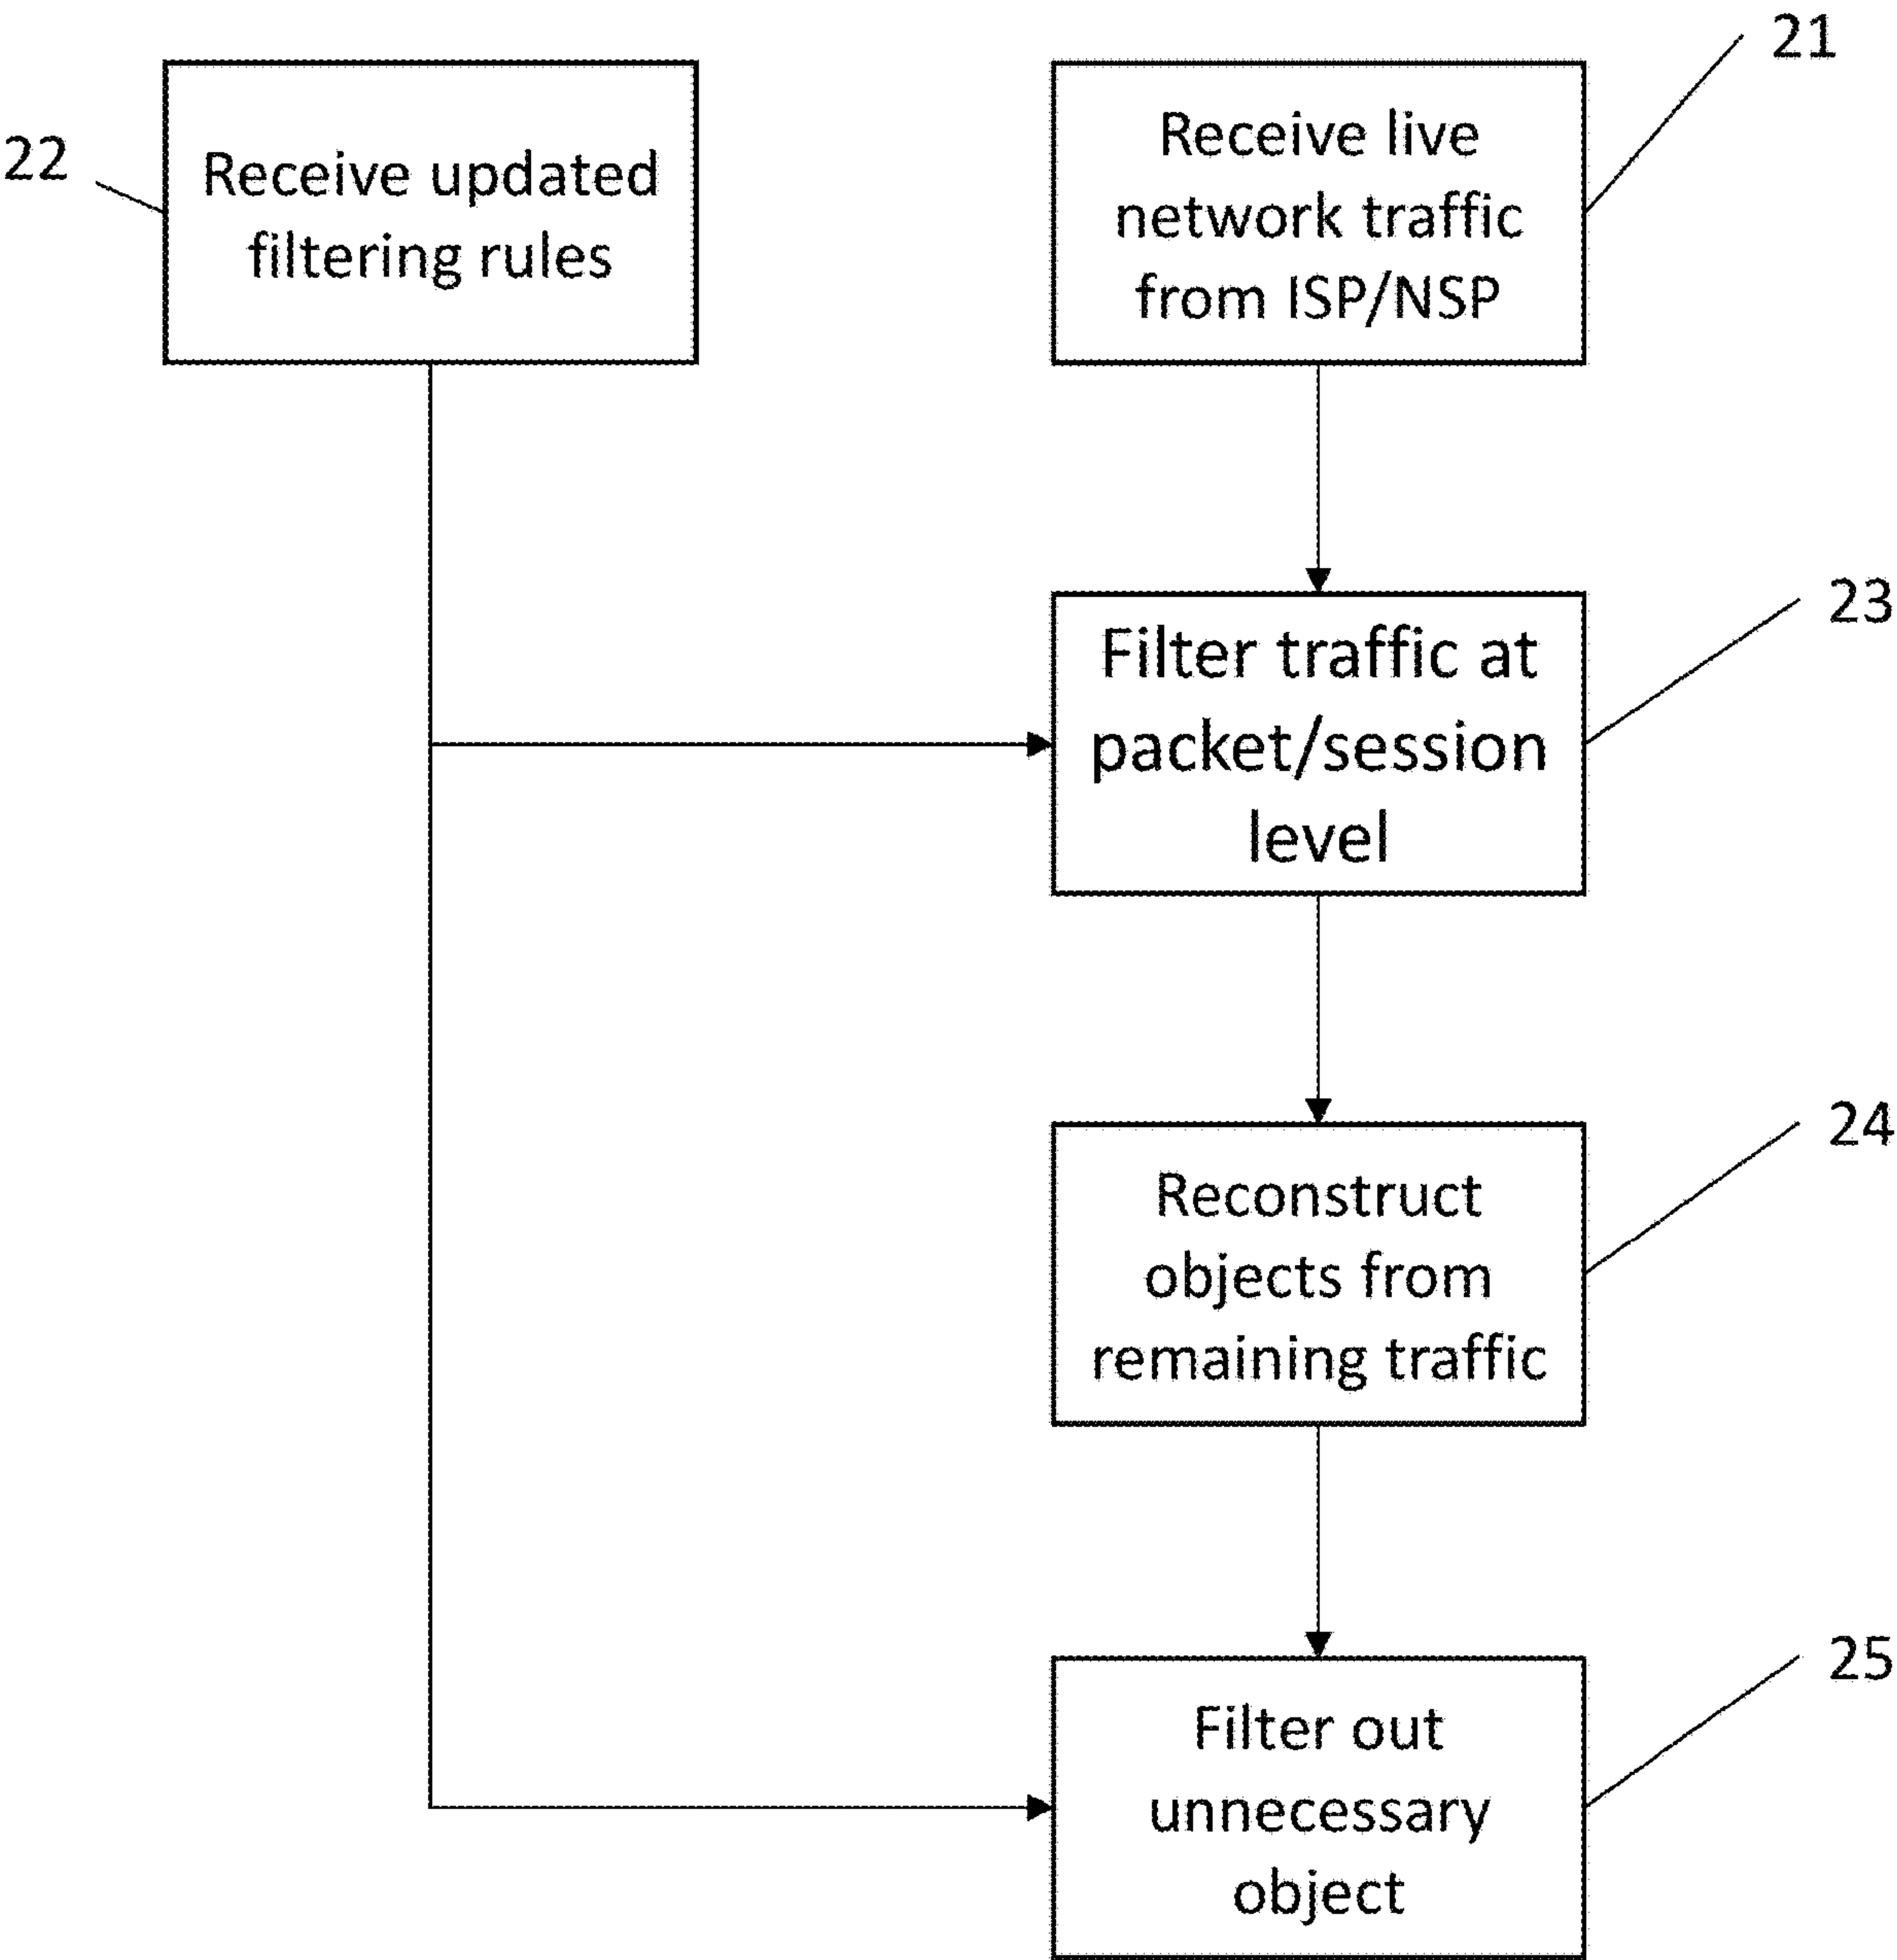 21
Receive live
network traffic
from ISP/NSP
22
Receive updated
filtering rules
23
Filter traffic at
packet/session
level
24
Reconstruct
objects from
remaining traffic
25
Filter out
unnecessary
object